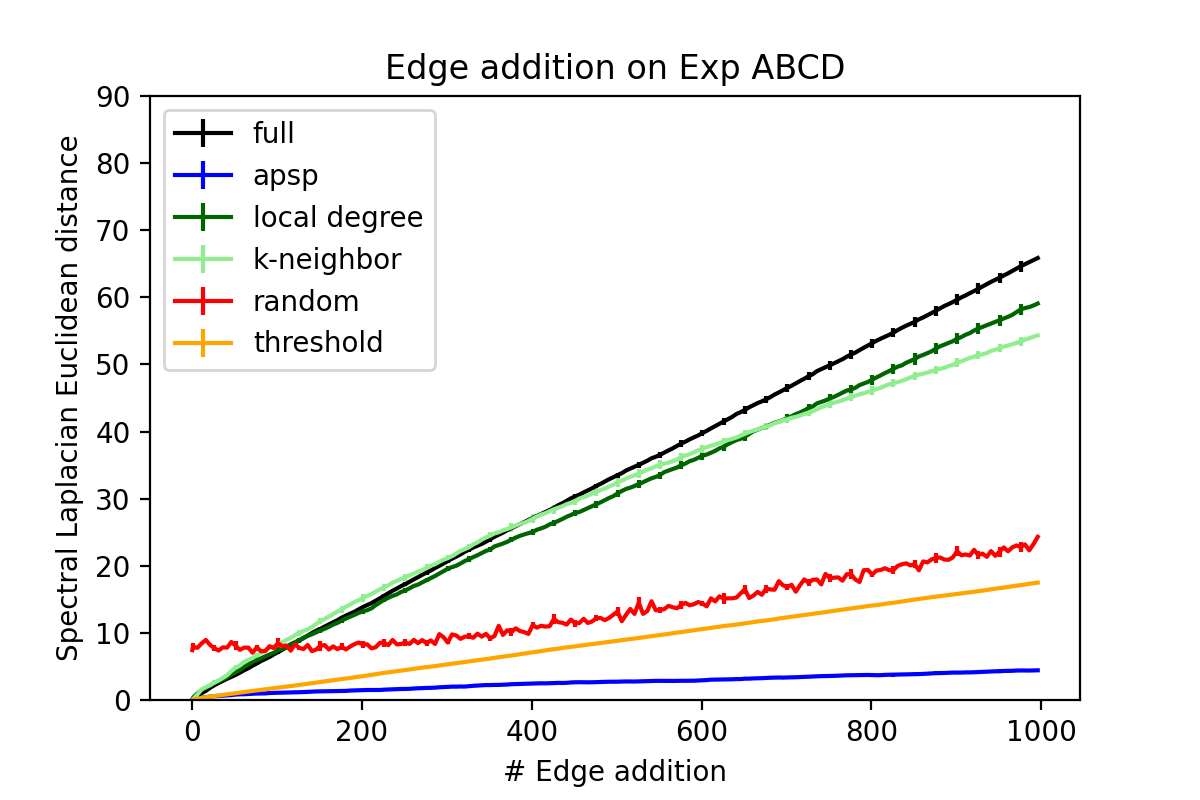 Edge addition on Exp ABCD
Spectral Laplacian Euclidean distance
90
80
70
60
50
40
30
20
10
0
full
apsp
local degree
k-neighbor
random
threshold
0 200 400 600 800 1000
# Edge addition